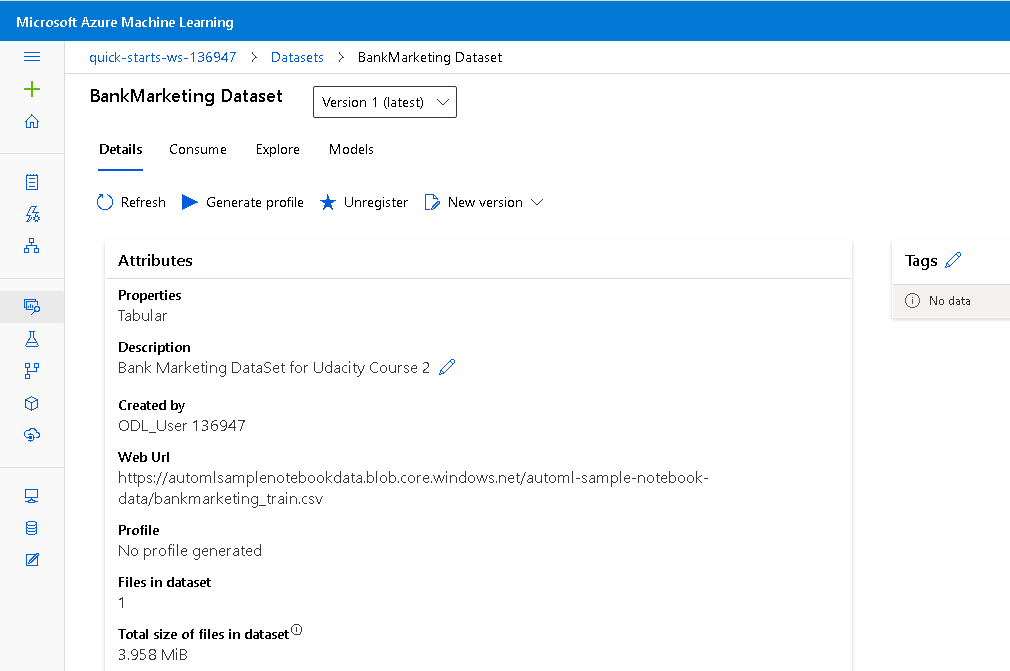 Microsoft Azure Machine Learning
quick-starts-ws-136947 > Datasets > BankMarketing Dataset
BankMarketing Dataset
Version 1 (latest)
Details Consume Explore Models
Refresh Generate profile Unregister New version
Attributes
Properties
Tabular
Description
Bank Marketing DataSet for Udacity Course 2
Created by
ODL_User 136947
Web Url
https://automlsamplenotebookdata.blob.core.windows.net/automl-sample-notebook-
data/bankmarketing_train.csv
Profile
No profile generated
Files in dataset
1
Total size of files in dataset
3.958 MiB
Tags
No data